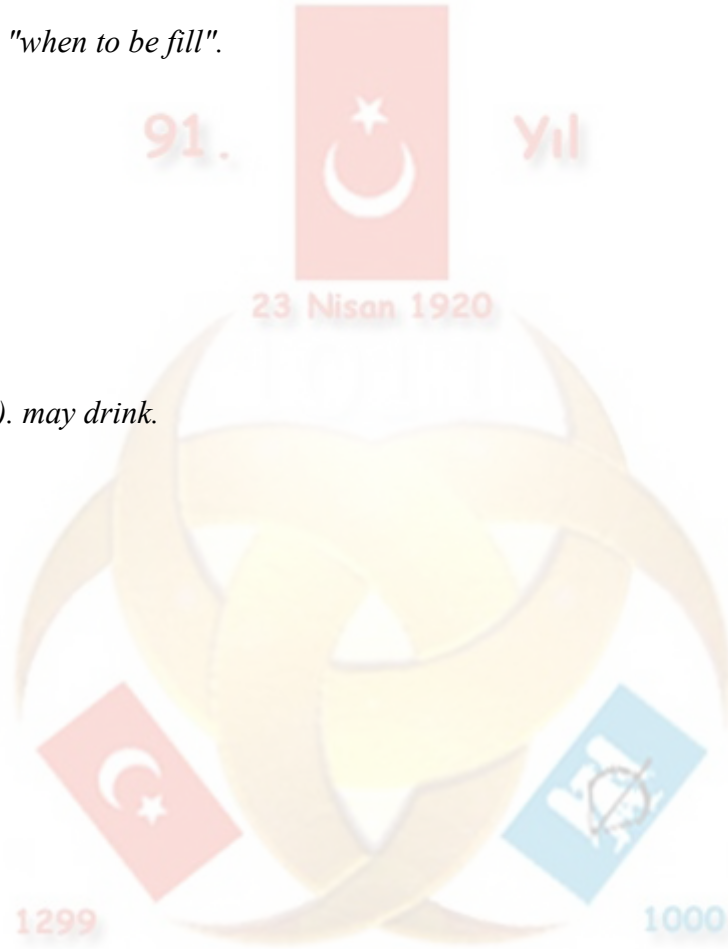 "when to be fill".
91. Yıl
23 Nisan 1920
). may drink.
1299
1000